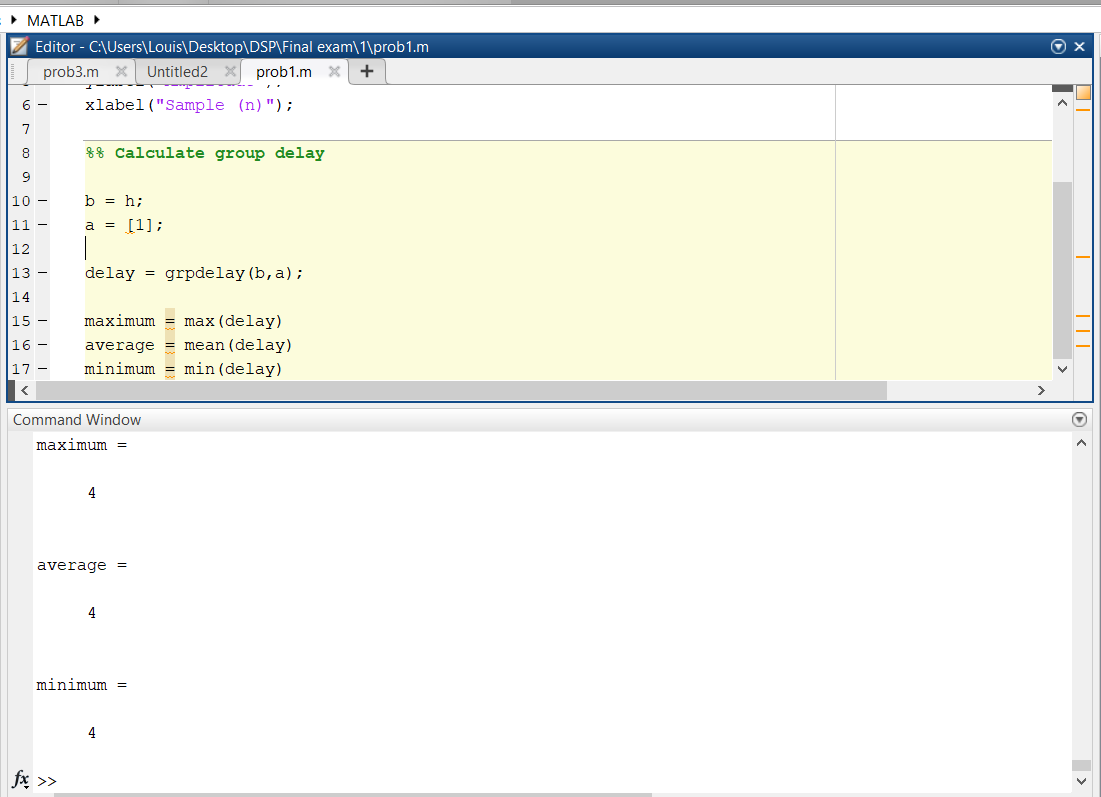 MATLAB
Editor - C:\Users\Louis\Desktop\DSP\Final exam\1\prob1.m
prob3.m Untitled2 prob1.m
6 - xlabel("Sample (n)");
7
8 %% Calculate group delay
9
10 - b = h;
11 - a = [1];
12
13 - delay = grpdelay(b,a);
14
15 - maximum = max(delay)
16 - average = mean(delay)
17 - minimum = min(delay)
Command Window
maximum =
4
average =
4
minimum =
4
fx >>